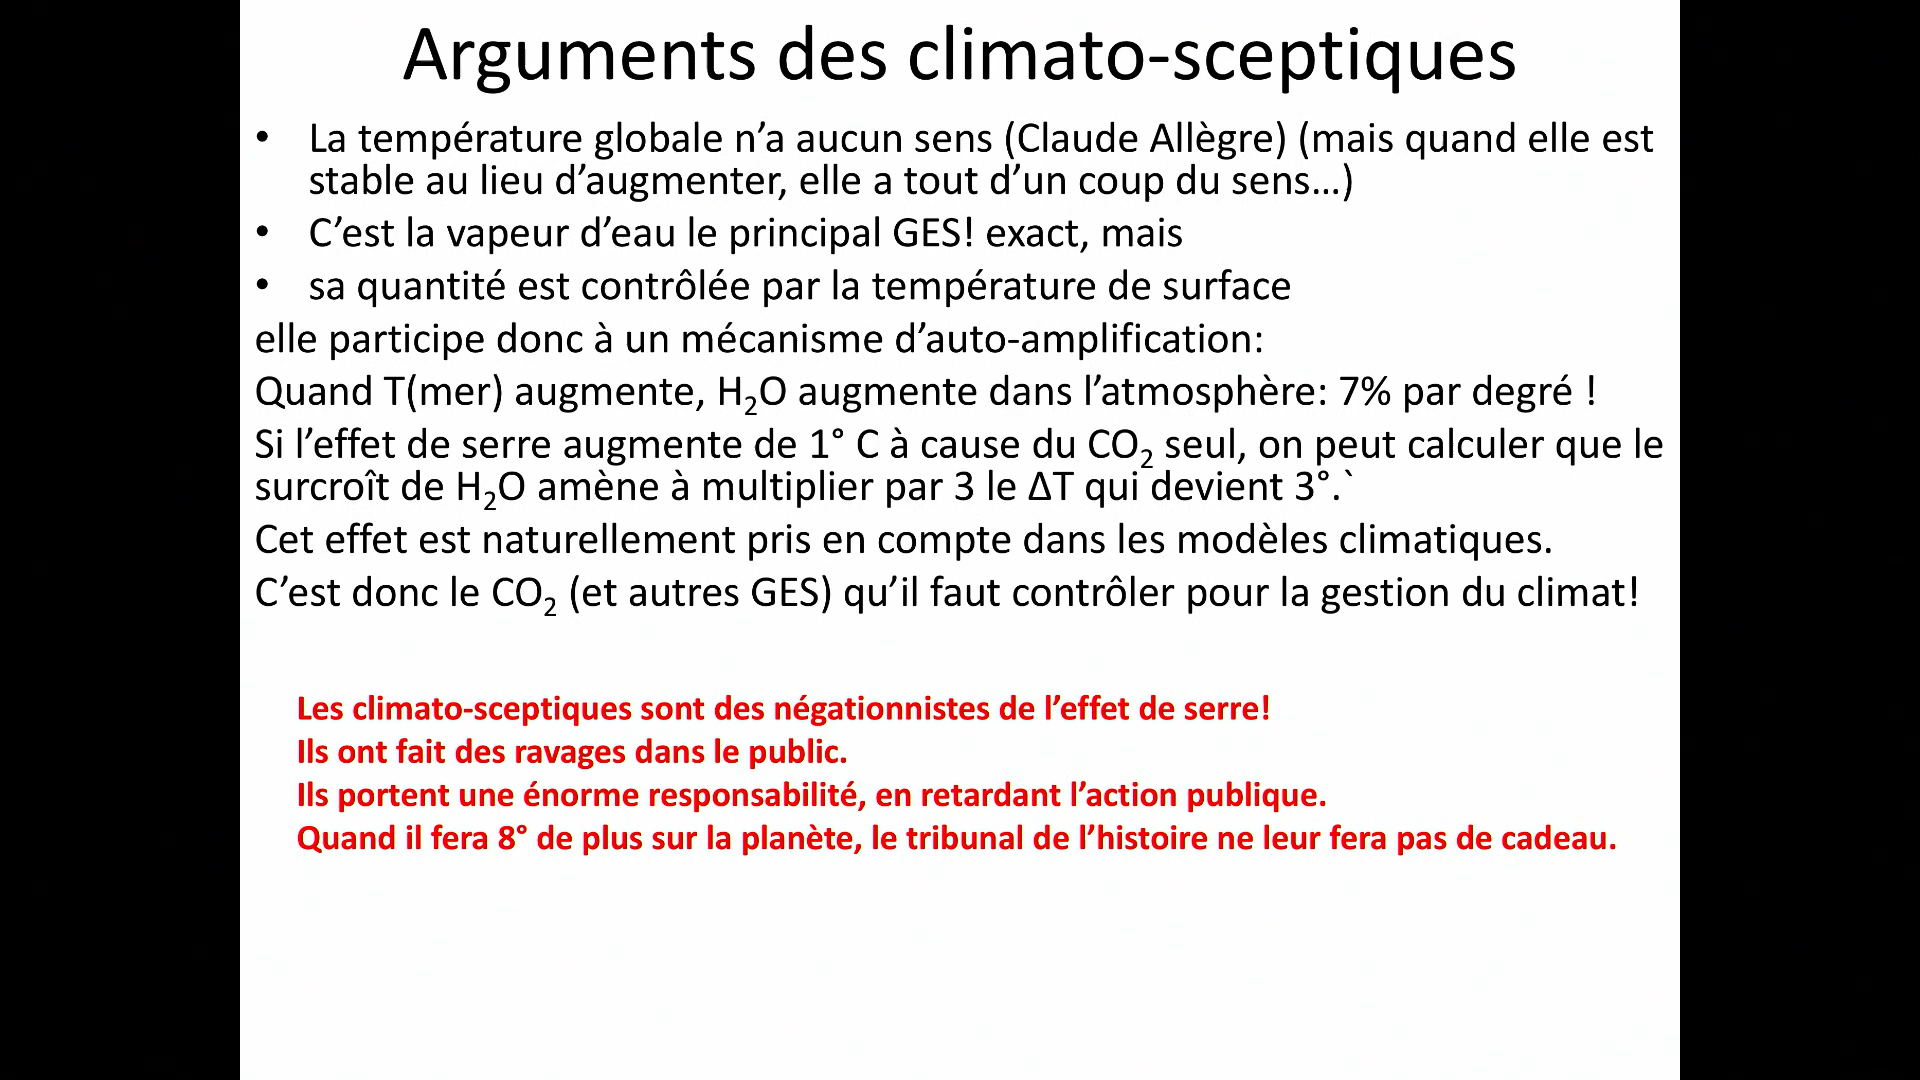 Arguments des climato-sceptiques
• La température globale n’a aucun sens (Claude Allègre) (mais quand elle est
stable au lieu d’augmenter, elle a tout d’un coup du sens…)
• C’est la vapeur d’eau le principal GES! exact, mais
• sa quantité est contrôlée par la température de surface
elle participe donc à un mécanisme d’auto-amplification:
Quand T(mer) augmente, H₂O augmente dans l’atmosphère: 7% par degré !
Si l’effet de serre augmente de 1° C à cause du CO₂ seul, on peut calculer que le
surcroît de H₂O amène à multiplier par 3 le ΔT qui devient 3°.`
Cet effet est naturellement pris en compte dans les modèles climatiques.
C’est donc le CO₂ (et autres GES) qu’il faut contrôler pour la gestion du climat!
Les climato-sceptiques sont des négationnistes de l’effet de serre!
Ils ont fait des ravages dans le public.
Ils portent une énorme responsabilité, en retardant l’action publique.
Quand il fera 8° de plus sur la planète, le tribunal de l’histoire ne leur fera pas de cadeau.